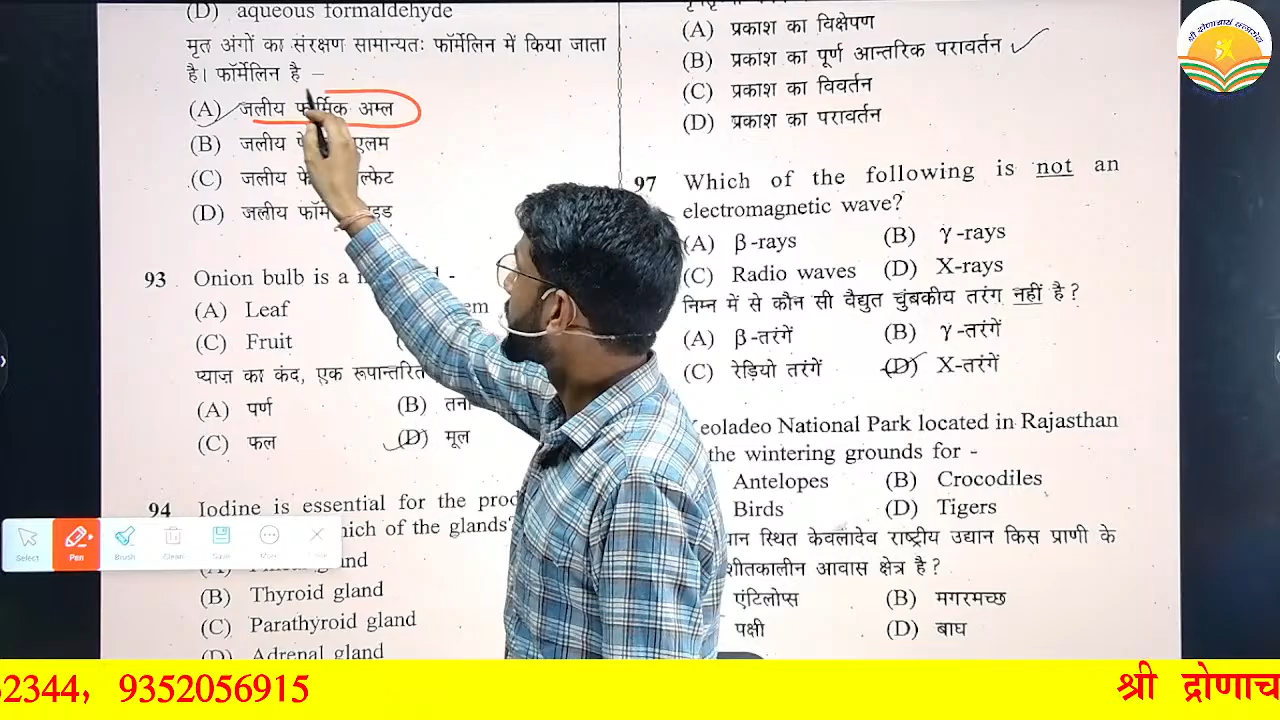 (D) aqueous formaldehyde
मृत अंगों का संरक्षण सामान्यतः फॉर्मेलिन में किया जाता
है। फॉर्मेलिन है –
(A) जलीय फॉर्मिक अम्ल
(B) जलीय
(C) जलीय
(D) जलीय
93 Onion bulb is a
(A) Leaf
(C) Fruit
प्याज का कंद, एक रूपान्तरित
(A) पर्ण (B) तना
(C) फल (D) मूल
94 Iodine is essential for the
of the glands?
(B) Thyroid gland
(C) Parathyroid gland
(D) Adrenal gland
(A) प्रकाश का विक्षेपण
(B) प्रकाश का पूर्ण आन्तरिक परावर्तन
(C) प्रकाश का विवर्तन
(D) प्रकाश का परावर्तन
97 Which of the following is not an
electromagnetic wave?
(A) β-rays (B) γ-rays
(C) Radio waves (D) X-rays
निम्न में से कौन सी वैद्युत चुंबकीय तरंग नहीं है?
(A) β-तरंगें (B) γ-तरंगें
(C) रेडियो तरंगें (D) X-तरंगें
National Park located in Rajasthan
the wintering grounds for -
Antelopes (B) Crocodiles
Birds (D) Tigers
स्थित केवलादेव राष्ट्रीय उद्यान किस प्राणी के
शीतकालीन आवास क्षेत्र है?
एंटिलोप्स (B) मगरमच्छ
पक्षी (D) बाघ
Select Pen Brush
2344, 9352056915
श्री